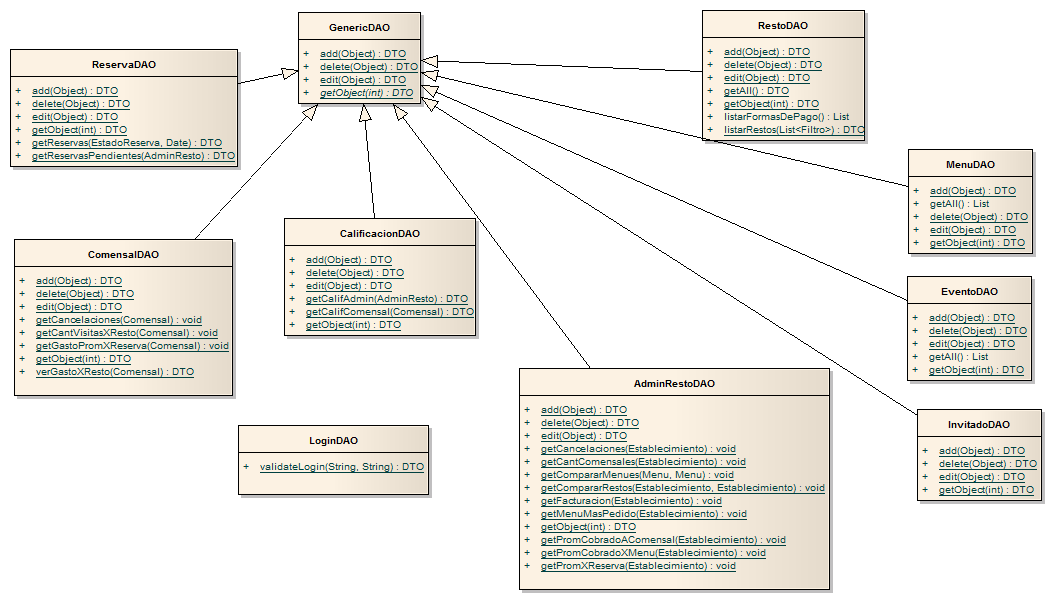 GenericDAO
+ add(Object) : DTO
+ delete(Object) : DTO
+ edit(Object) : DTO
+ getObject(int) : DTO
RestoDAO
+ add(Object) : DTO
+ delete(Object) : DTO
+ edit(Object) : DTO
+ getAll() : DTO
+ getObject(int) : DTO
+ listarFormasDePago() : List
+ listarRestos(List<Filtro>) : DTO
ReservaDAO
+ add(Object) : DTO
+ delete(Object) : DTO
+ edit(Object) : DTO
+ getObject(int) : DTO
+ getReservas(EstadoReserva, Date) : DTO
+ getReservasPendientes(AdminResto) : DTO
MenuDAO
+ add(Object) : DTO
+ getAll() : List
+ delete(Object) : DTO
+ edit(Object) : DTO
+ getObject(int) : DTO
ComensalDAO
+ add(Object) : DTO
+ delete(Object) : DTO
+ edit(Object) : DTO
+ getCancelaciones(Comensal) : void
+ getCantVisitasXResto(Comensal) : void
+ getGastoPromXReserva(Comensal) : void
+ getObject(int) : DTO
+ verGastoXResto(Comensal) : DTO
CalificacionDAO
+ add(Object) : DTO
+ delete(Object) : DTO
+ edit(Object) : DTO
+ getCalifAdmin(AdminResto) : DTO
+ getCalifComensal(Comensal) : DTO
+ getObject(int) : DTO
EventoDAO
+ add(Object) : DTO
+ delete(Object) : DTO
+ edit(Object) : DTO
+ getAll() : List
+ getObject(int) : DTO
AdminRestoDAO
+ add(Object) : DTO
+ delete(Object) : DTO
+ edit(Object) : DTO
+ getCancelaciones(Establecimiento) : void
+ getCantComensales(Establecimiento) : void
+ getCompararMenues(Menu, Menu) : void
+ getCompararRestos(Establecimiento, Establecimiento) : void
+ getFacturacion(Establecimiento) : void
+ getMenuMasPedido(Establecimiento) : void
+ getObject(int) : DTO
+ getPromCobradoAComensal(Establecimiento) : void
+ getPromCobradoXMenu(Establecimiento) : void
+ getPromXReserva(Establecimiento) : void
InvitadoDAO
+ add(Object) : DTO
+ delete(Object) : DTO
+ edit(Object) : DTO
+ getObject(int) : DTO
LoginDAO
+ validateLogin(String, String) : DTO